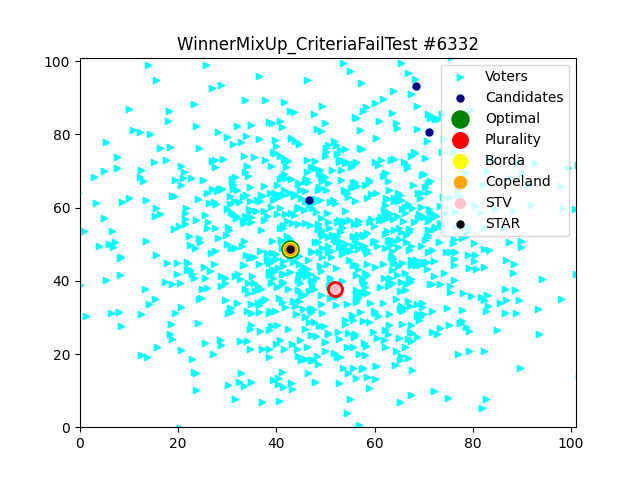 WinnerMixUp_CriteriaFailTest #6332
100
80
60
40
20
0
0 20 40 60 80 100
Voters
Candidates
Optimal
Plurality
Borda
Copeland
STV
STAR